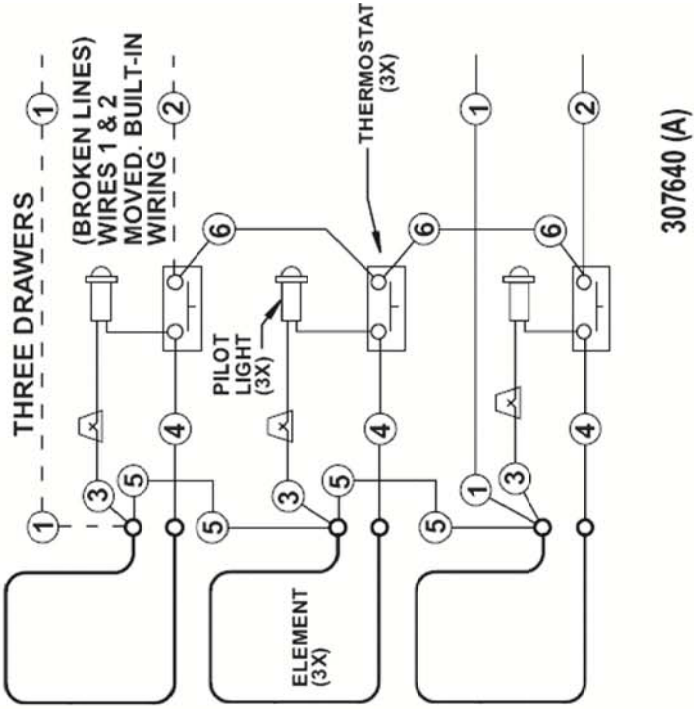 THREE DRAWERS
1
1
(BROKEN LINES)
WIRES 1 & 2
MOVED. BUILT-IN
WIRING
2
x
3
5
4
6
5
PILOT
LIGHT
(3X)
THERMOSTAT
(3X)
x
3
5
4
6
5
ELEMENT
(3X)
1
1
x
3
6
4
2
307640 (A)